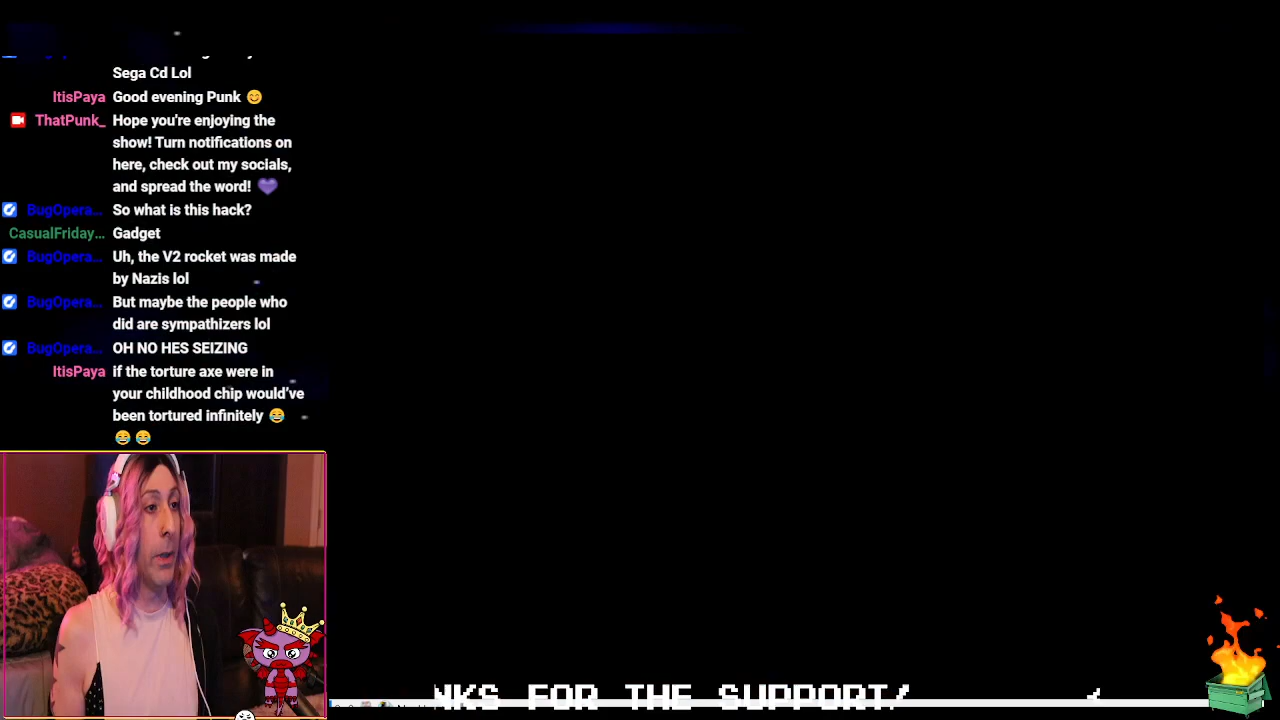 Sega Cd Lol
ItisPaya Good evening Punk 😊
ThatPunk_ Hope you're enjoying the
show! Turn notifications on
here, check out my socials,
and spread the word! 💜
BugOpera... So what is this hack?
CasualFriday... Gadget
BugOpera... Uh, the V2 rocket was made
by Nazis lol
BugOpera... But maybe the people who
did are sympathizers lol
BugOpera... OH NO HES SEIZING
ItisPaya if the torture axe were in
your childhood chip would've
been tortured infinitely 😂
😂 😂
NKS FOR THE SUPPORT/